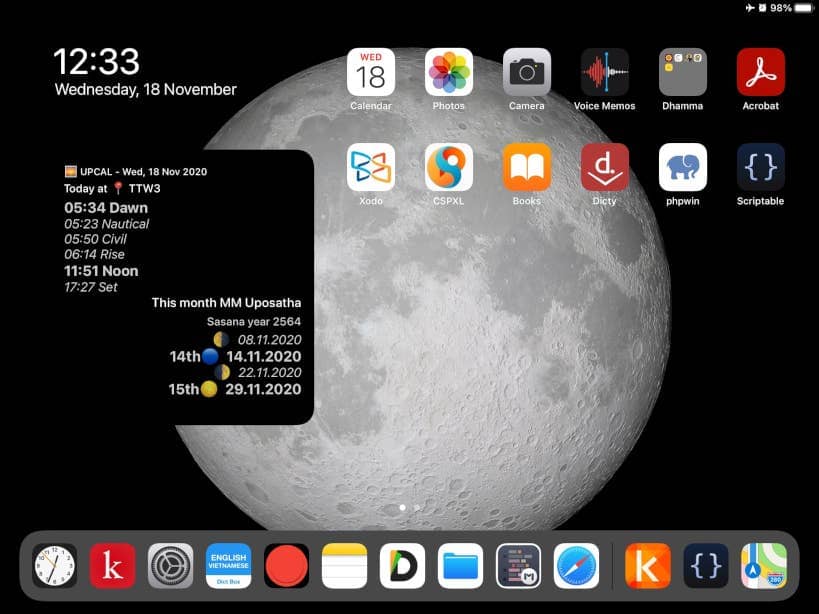 98%
12:33
Wednesday, 18 November
WED
18
Calendar
Photos
Camera
Voice Memos
Dhamma
Acrobat
UPCAL - Wed, 18 Nov 2020
Today at 📍 TTW3
05:34 Dawn
05:23 Nautical
05:50 Civil
06:14 Rise
11:51 Noon
17:27 Set
This month MM Uposatha
Sasana year 2564
08.11.2020
14th 14.11.2020
22.11.2020
15th 29.11.2020
d.
{ }
Xodo
CSPXL
Books
Dicty
phpwin
Scriptable
k
ENGLISH
VIETNAMESE
Dict Box
D
M
k
{ }
280